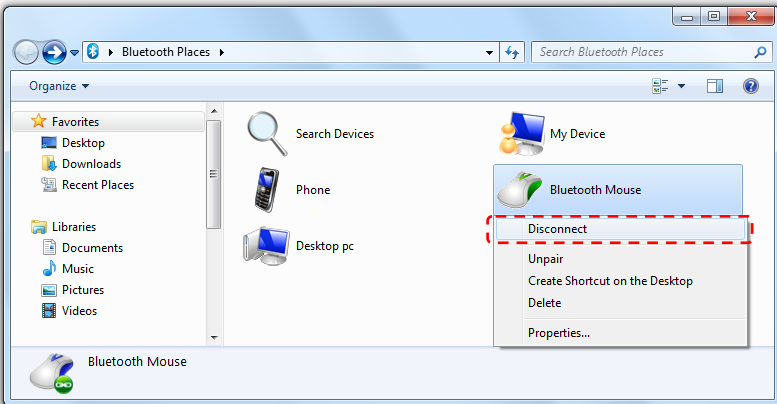 Bluetooth Places
Search Bluetooth Places
Organize
Favorites
Desktop
Downloads
Recent Places
Libraries
Documents
Music
Pictures
Videos
Search Devices
My Device
Phone
Bluetooth Mouse
Desktop pc
Disconnect
Unpair
Create Shortcut on the Desktop
Delete
Properties...
Bluetooth Mouse